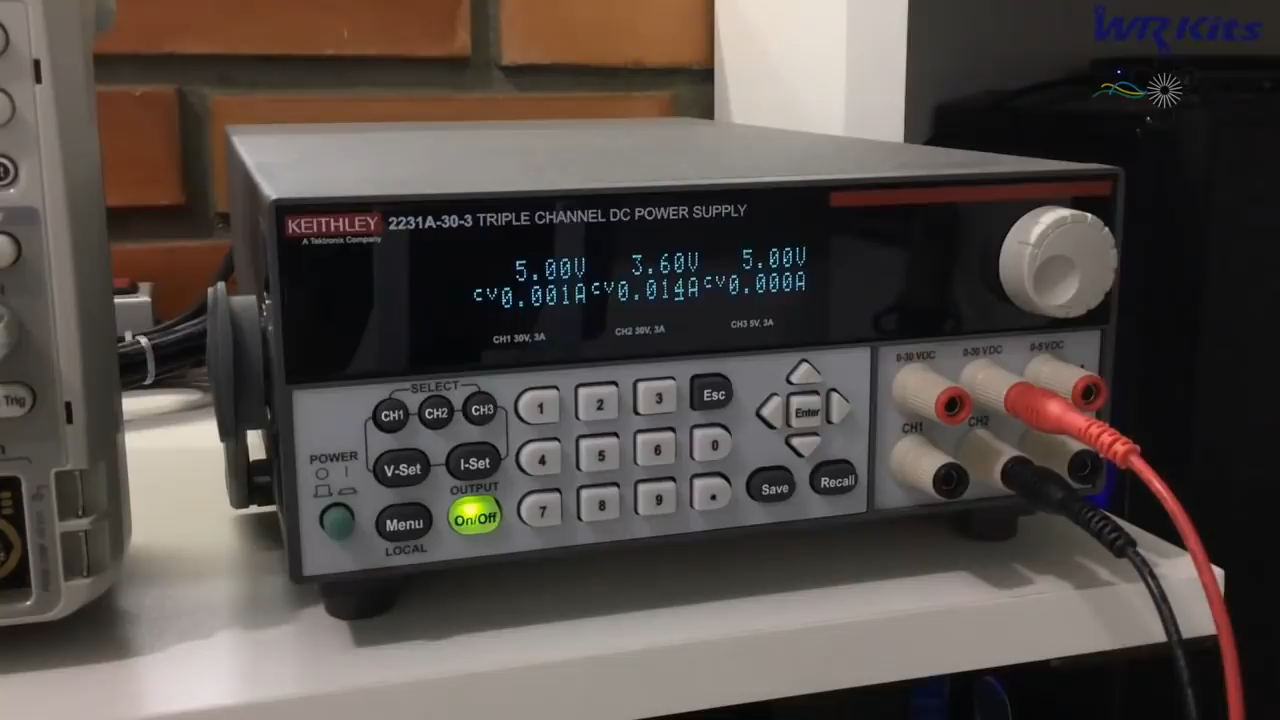 WR Kits
KEITHLEY 2231A-30-3 TRIPLE CHANNEL DC POWER SUPPLY
A Tektronix Company
5.00V 3.60V 5.00V
CV0.001A CV0.014A CV0.000A
CH1 30V, 3A CH2 30V, 3A CH3 5V, 3A
0-30 VDC 0-30 VDC 0-5 VDC
SELECT
CH1 CH2 CH3
1 2 3 Esc
Enter
CH1 CH2
V-Set I-Set
4 5 6 0
POWER
OUTPUT
Save Recall
Menu On/Off
7 8 9 .
LOCAL
Trig